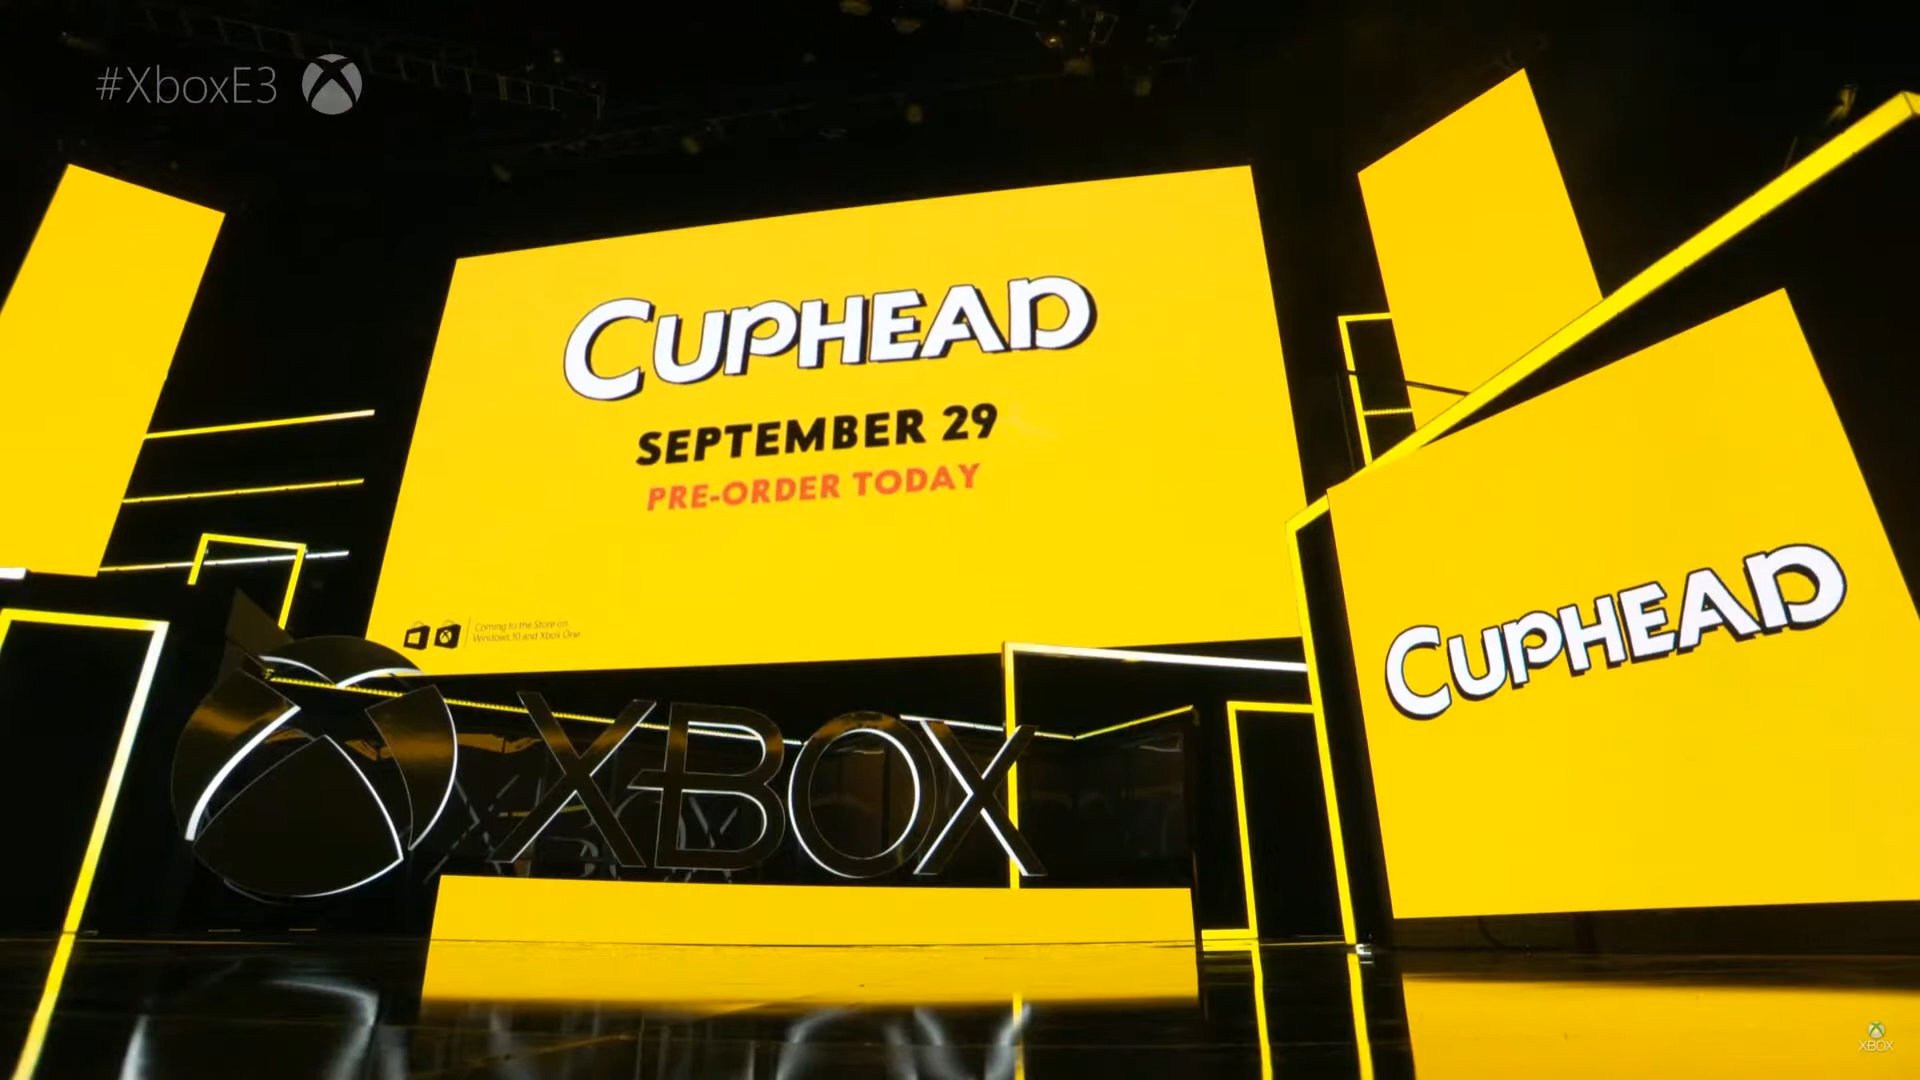 #XboxE3
CUPHEAD
SEPTEMBER 29
PRE-ORDER TODAY
Coming to the Store on
Windows 10 and Xbox One
CUPHEAD
XBOX
XBOX